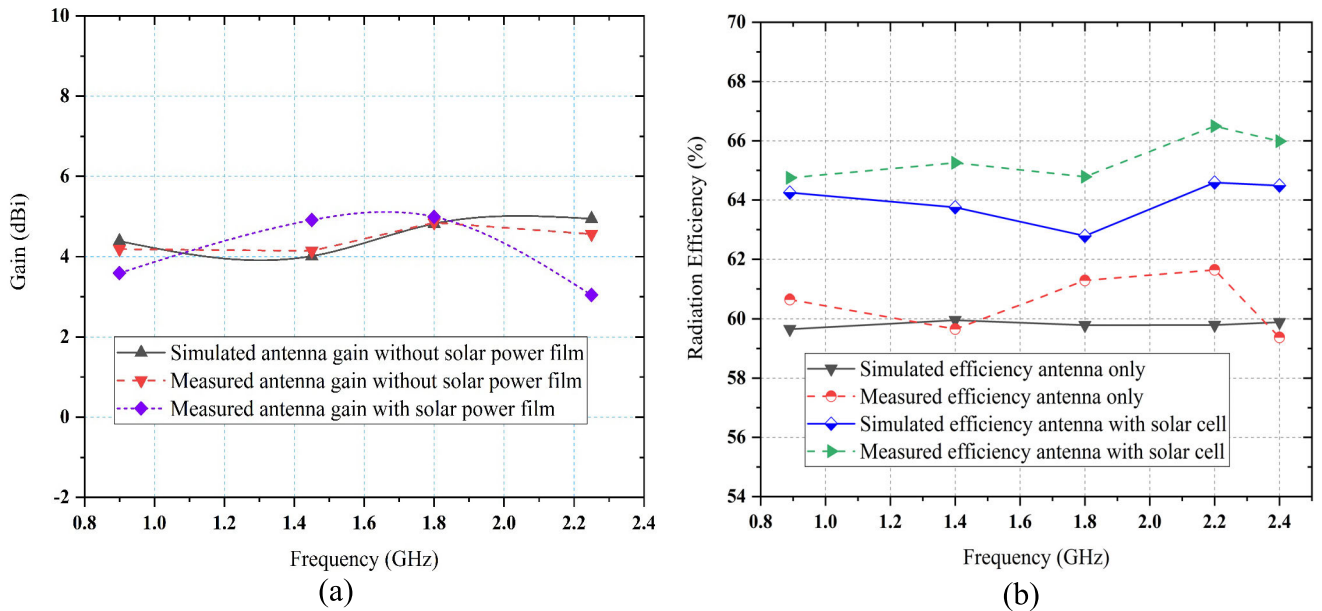 10
8
6
4
2
0
-2
Gain (dBi)
Simulated antenna gain without solar power film
Measured antenna gain without solar power film
Measured antenna gain with solar power film
0.8 1.0 1.2 1.4 1.6 1.8 2.0 2.2 2.4
Frequency (GHz)
(a)
70
68
66
64
62
60
58
56
54
Radiation Efficiency (%)
Simulated efficiency antenna only
Measured efficiency antenna only
Simulated efficiency antenna with solar cell
Measured efficiency antenna with solar cell
0.8 1.0 1.2 1.4 1.6 1.8 2.0 2.2 2.4
Frequency (GHz)
(b)